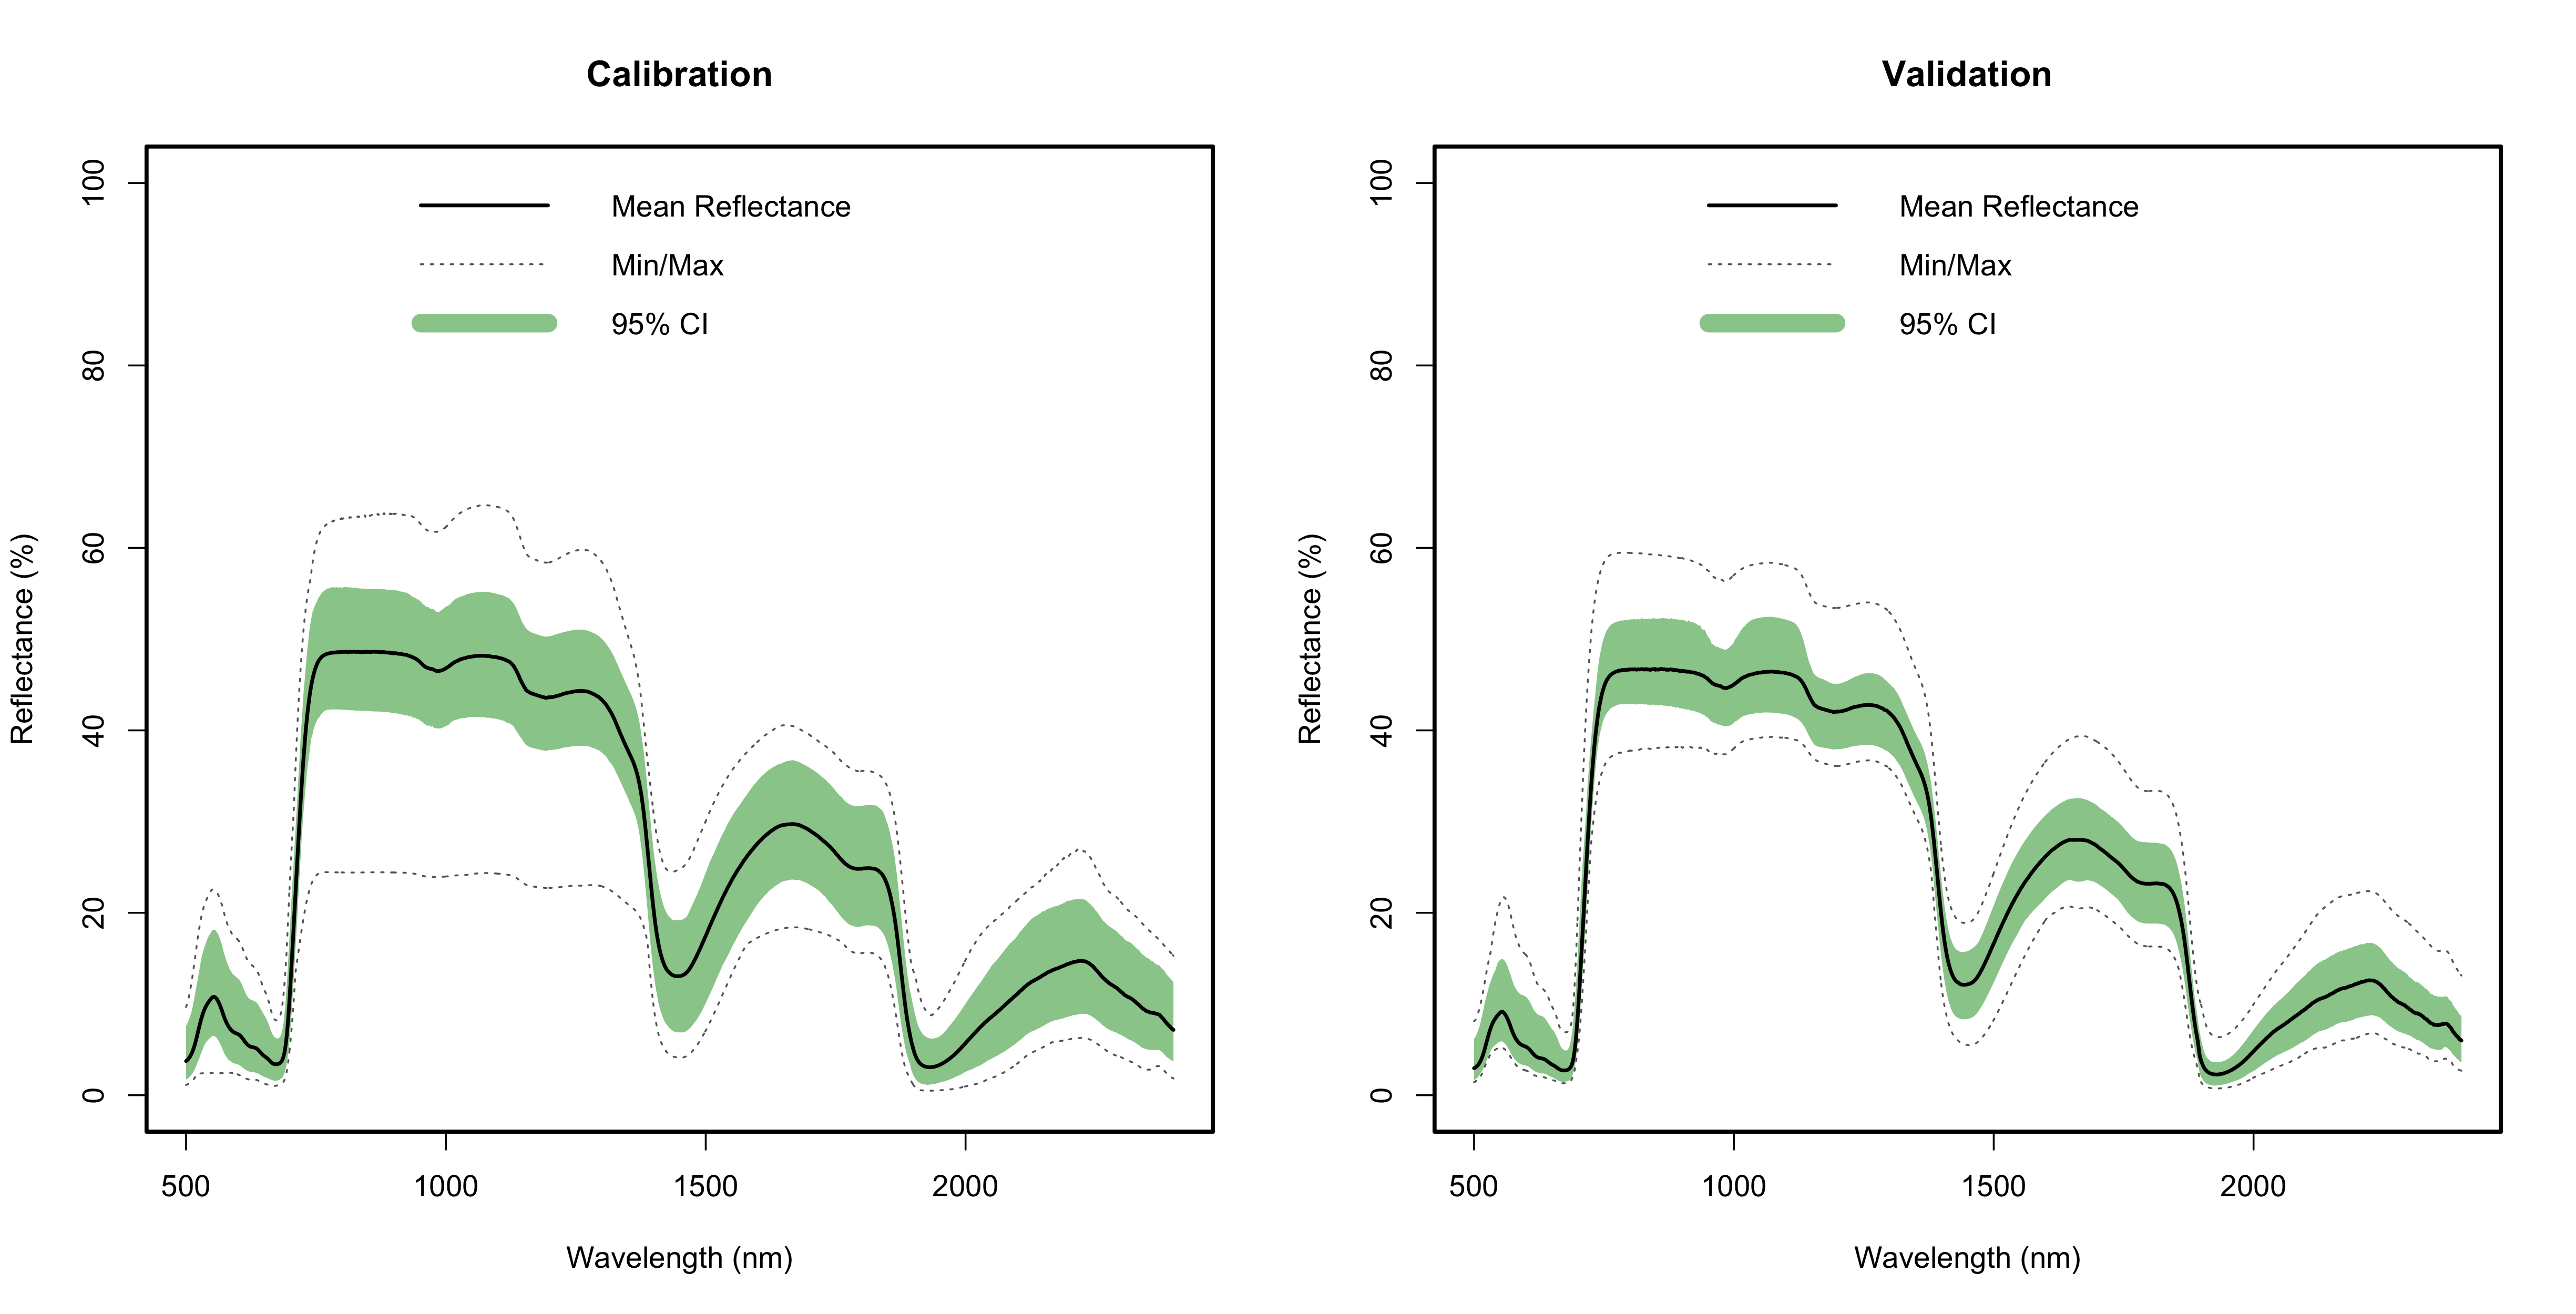 Calibration
Reflectance (%)
100
80
60
40
20
0
Mean Reflectance
Min/Max
95% CI
500 1000 1500 2000
Wavelength (nm)
Validation
Reflectance (%)
100
80
60
40
20
0
Mean Reflectance
Min/Max
95% CI
500 1000 1500 2000
Wavelength (nm)